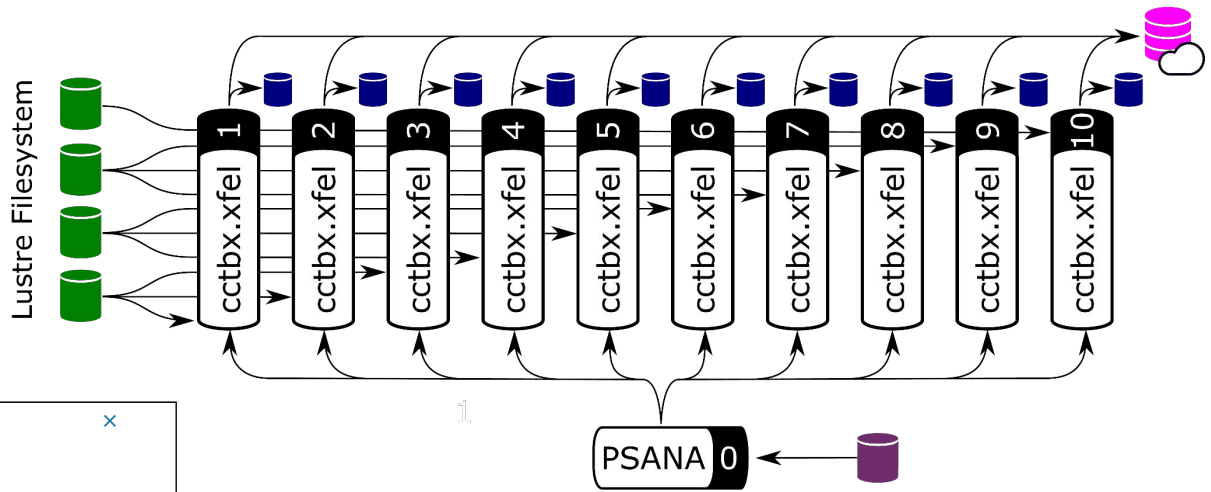 Lustre Filesystem
1
2
3
4
5
6
7
8
9
10
cctbx.xfel
cctbx.xfel
cctbx.xfel
cctbx.xfel
cctbx.xfel
cctbx.xfel
cctbx.xfel
cctbx.xfel
cctbx.xfel
cctbx.xfel
1
×
PSANA 0